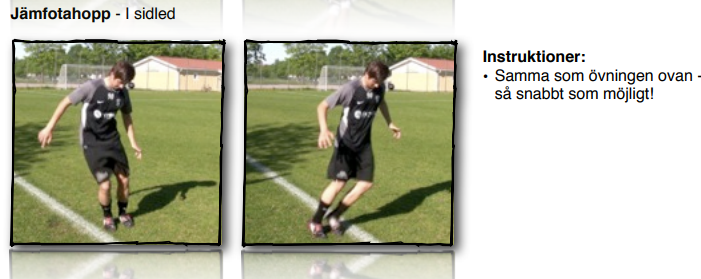 Jämfotahopp - I sidled
Instruktioner:
• Samma som övningen ovan -
så snabbt som möjligt!